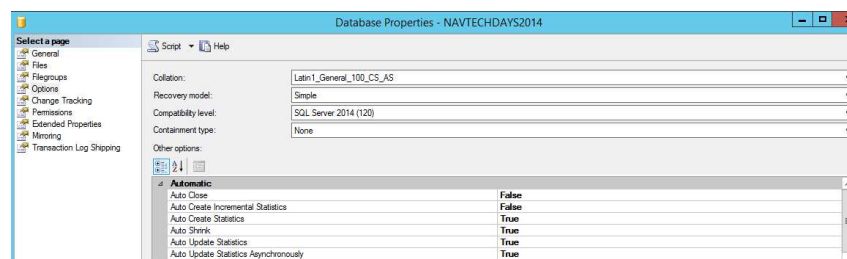 Database Properties - NAVTECHDAYS2014
Select a page
General
Files
Filegroups
Options
Change Tracking
Permissions
Extended Properties
Mirroring
Transaction Log Shipping
Script Help
Collation: Latin1_General_100_CS_AS
Recovery model: Simple
Compatibility level: SQL Server 2014 (120)
Containment type: None
Other options:
Automatic
Auto Close False
Auto Create Incremental Statistics False
Auto Create Statistics True
Auto Shrink True
Auto Update Statistics True
Auto Update Statistics Asynchronously True